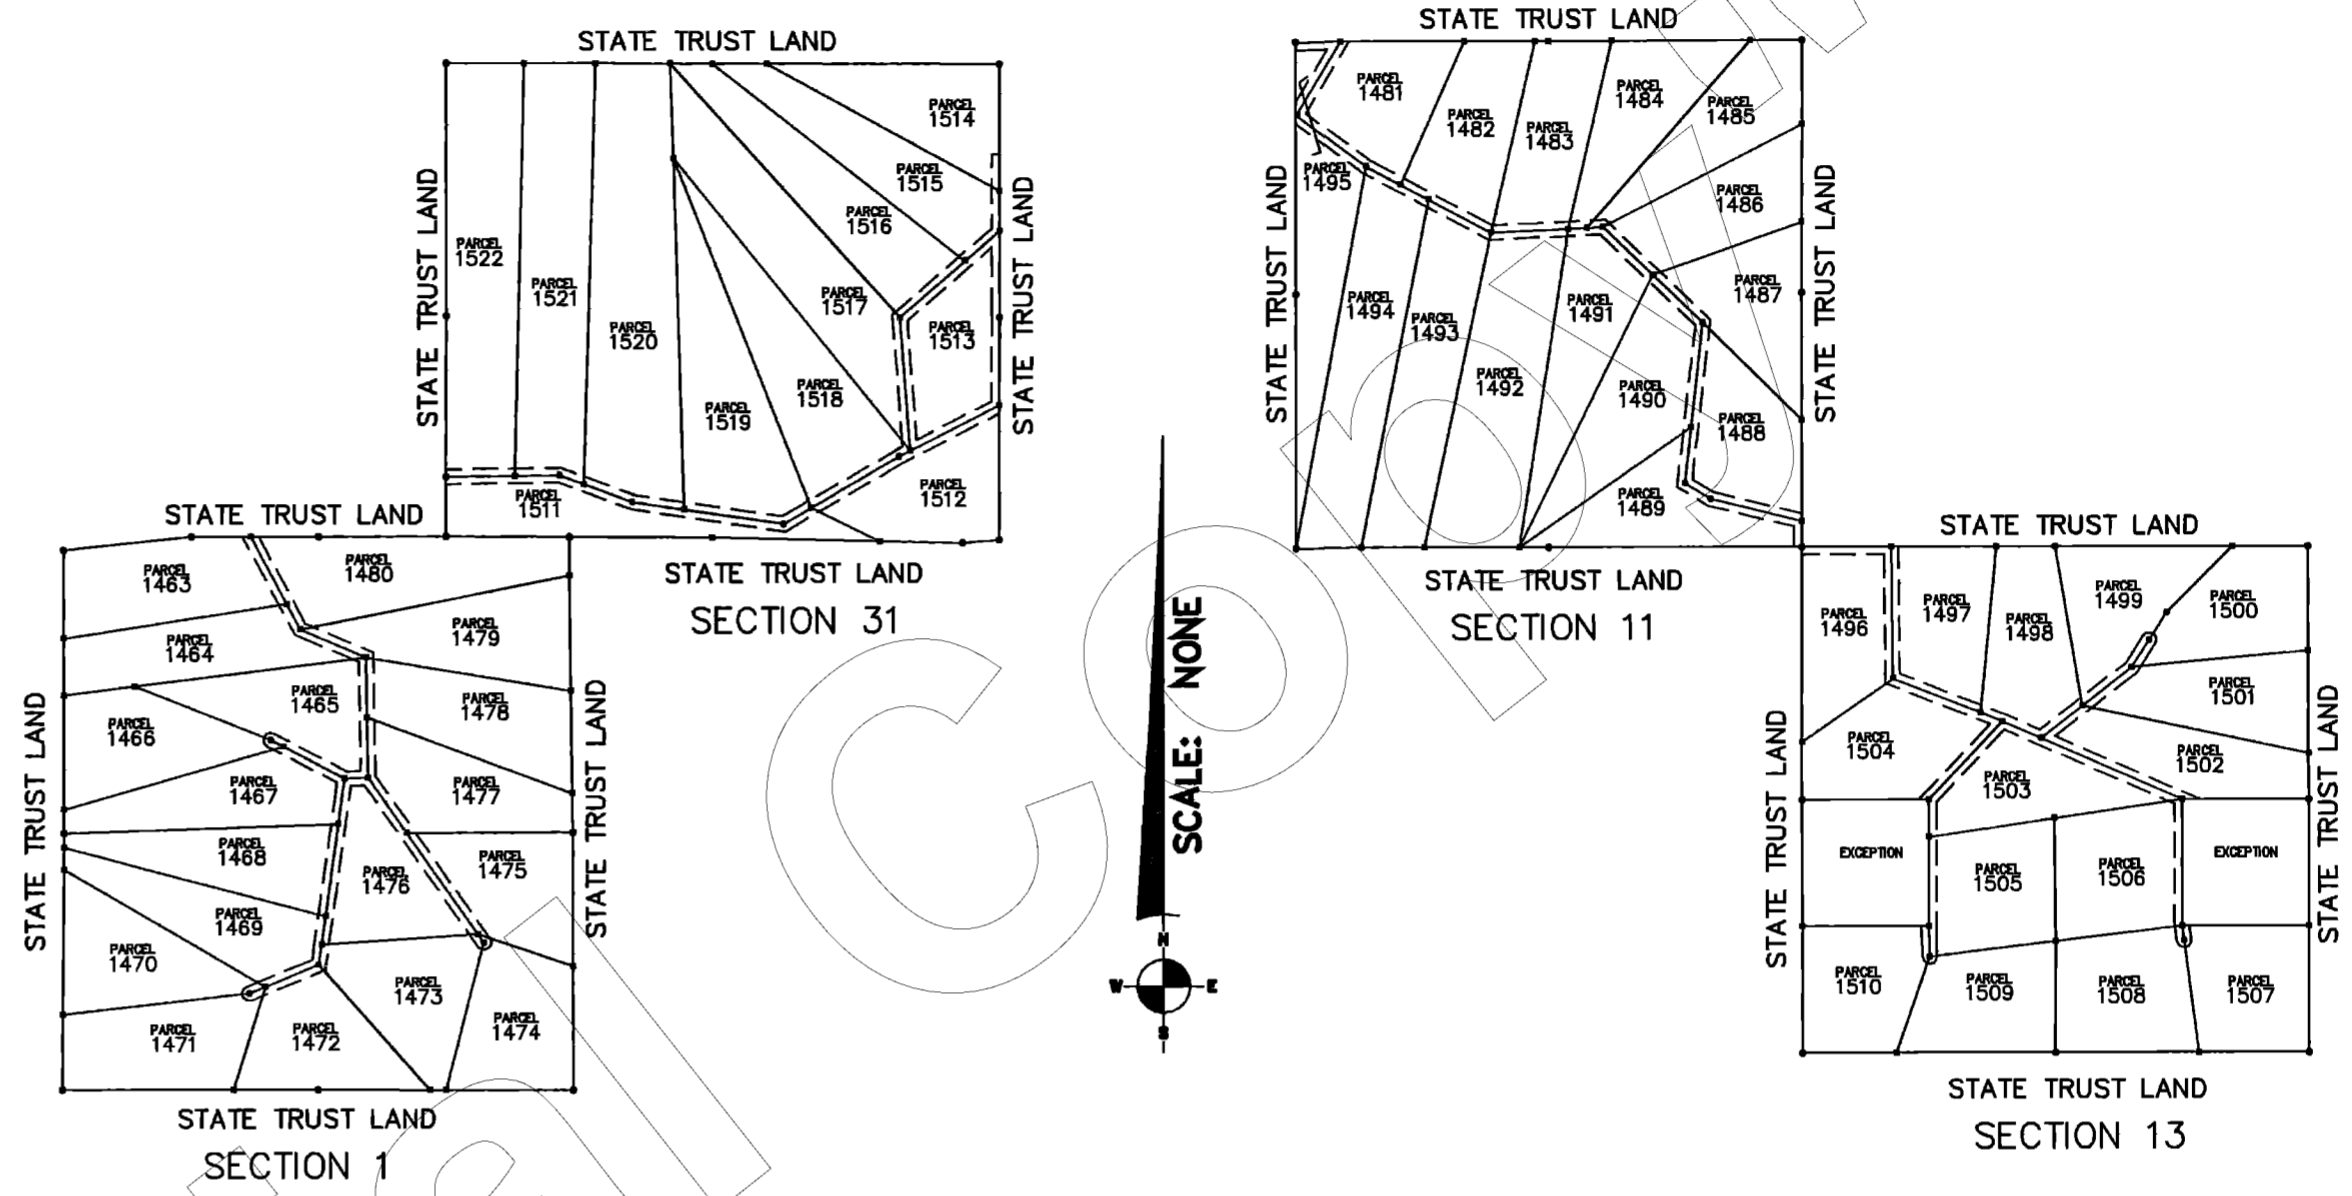 STATE TRUST LAND
PARCEL
1514
PARCEL
1515
PARCEL
1516
PARCEL
1522
PARCEL
1521
PARCEL
1517
PARCEL
1513
PARCEL
1520
PARCEL
1518
PARCEL
1519
PARCEL
1512
PARCEL
1511
STATE TRUST LAND
STATE TRUST LAND
STATE TRUST LAND
SECTION 31
STATE TRUST LAND
PARCEL
1463
PARCEL
1480
PARCEL
1479
PARCEL
1464
PARCEL
1465
PARCEL
1478
PARCEL
1466
PARCEL
1467
PARCEL
1477
PARCEL
1468
PARCEL
1476
PARCEL
1475
PARCEL
1469
PARCEL
1470
PARCEL
1473
PARCEL
1474
PARCEL
1471
PARCEL
1472
STATE TRUST LAND
STATE TRUST LAND
STATE TRUST LAND
SECTION 1
SCALE: NONE
N
W
E
S
STATE TRUST LAND
PARCEL
1481
PARCEL
1482
PARCEL
1483
PARCEL
1484
PARCEL
1485
PARCEL
1495
PARCEL
1486
PARCEL
1487
PARCEL
1494
PARCEL
1493
PARCEL
1491
PARCEL
1492
PARCEL
1490
PARCEL
1488
PARCEL
1489
STATE TRUST LAND
STATE TRUST LAND
STATE TRUST LAND
SECTION 11
STATE TRUST LAND
PARCEL
1496
PARCEL
1497
PARCEL
1498
PARCEL
1499
PARCEL
1500
PARCEL
1501
PARCEL
1504
PARCEL
1502
PARCEL
1503
EXCEPTION
PARCEL
1505
PARCEL
1506
EXCEPTION
PARCEL
1510
PARCEL
1509
PARCEL
1508
PARCEL
1507
STATE TRUST LAND
STATE TRUST LAND
STATE TRUST LAND
SECTION 13